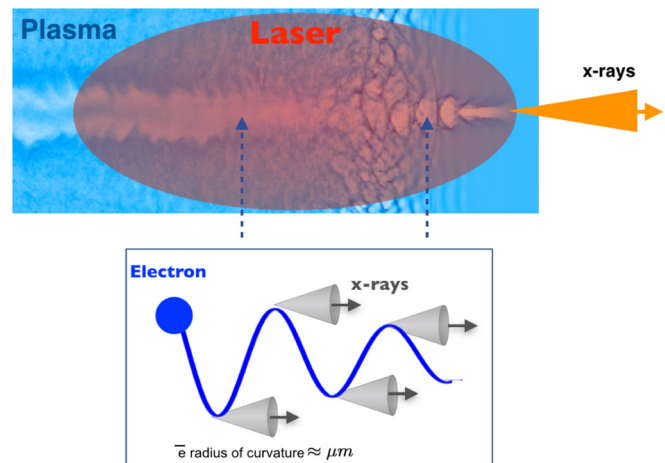 Plasma
Laser
x-rays
Electron
x-rays
e̅ radius of curvature ≈ μm